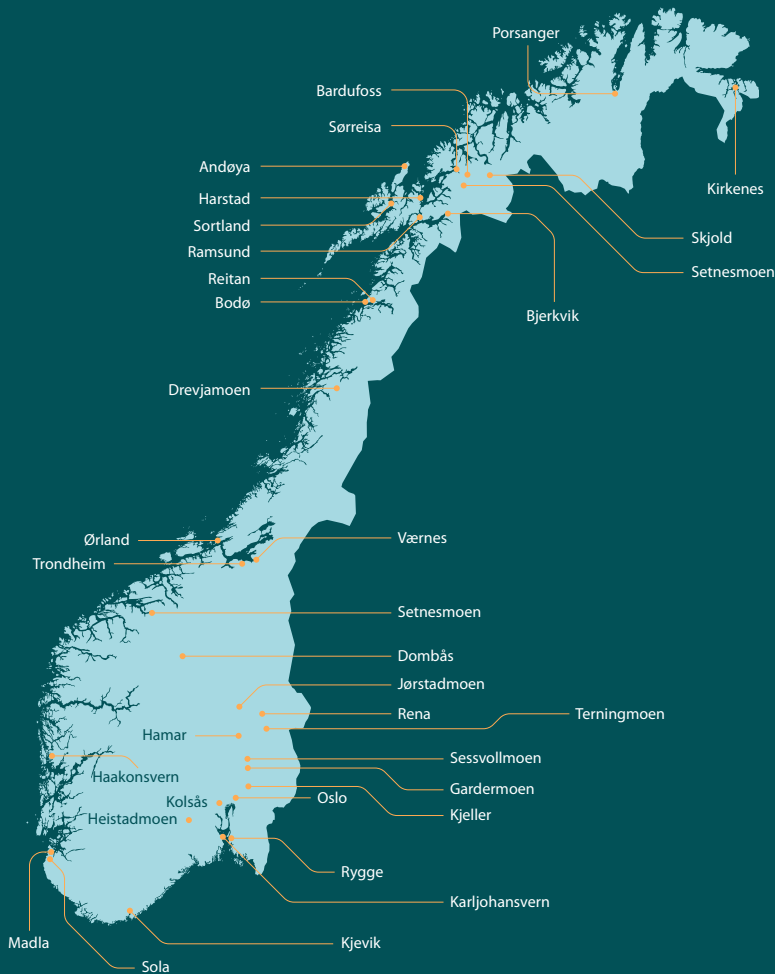 Porsanger
Bardufoss
Sørreisa
Andøya
Kirkenes
Harstad
Sortland
Skjold
Ramsund
Setnesmoen
Reitan
Bodø
Bjerkvik
Drevjamoen
Ørland
Værnes
Trondheim
Setnesmoen
Dombås
Jørstadmoen
Rena
Terningmoen
Hamar
Sessvollmoen
Haakonsvern
Gardermoen
Oslo
Kolsås
Kjeller
Heistadmoen
Rygge
Karljohansvern
Madla
Kjevik
Sola